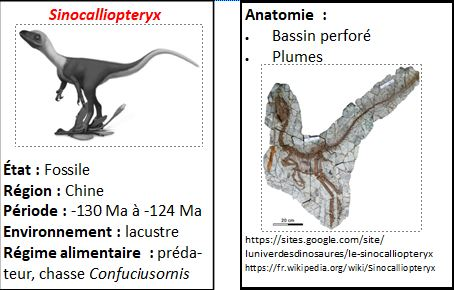 Sinocalliopteryx
État : Fossile
Région : Chine
Période : -130 Ma à -124 Ma
Environnement : lacustre
Régime alimentaire : préda-
teur, chasse Confuciusornis
Anatomie :
• Bassin perforé
• Plumes
20 cm
https://sites.google.com/site/
luniverdesdinosaures/le-sinocalliopteryx
https://fr.wikipedia.org/wiki/Sinocalliopteryx